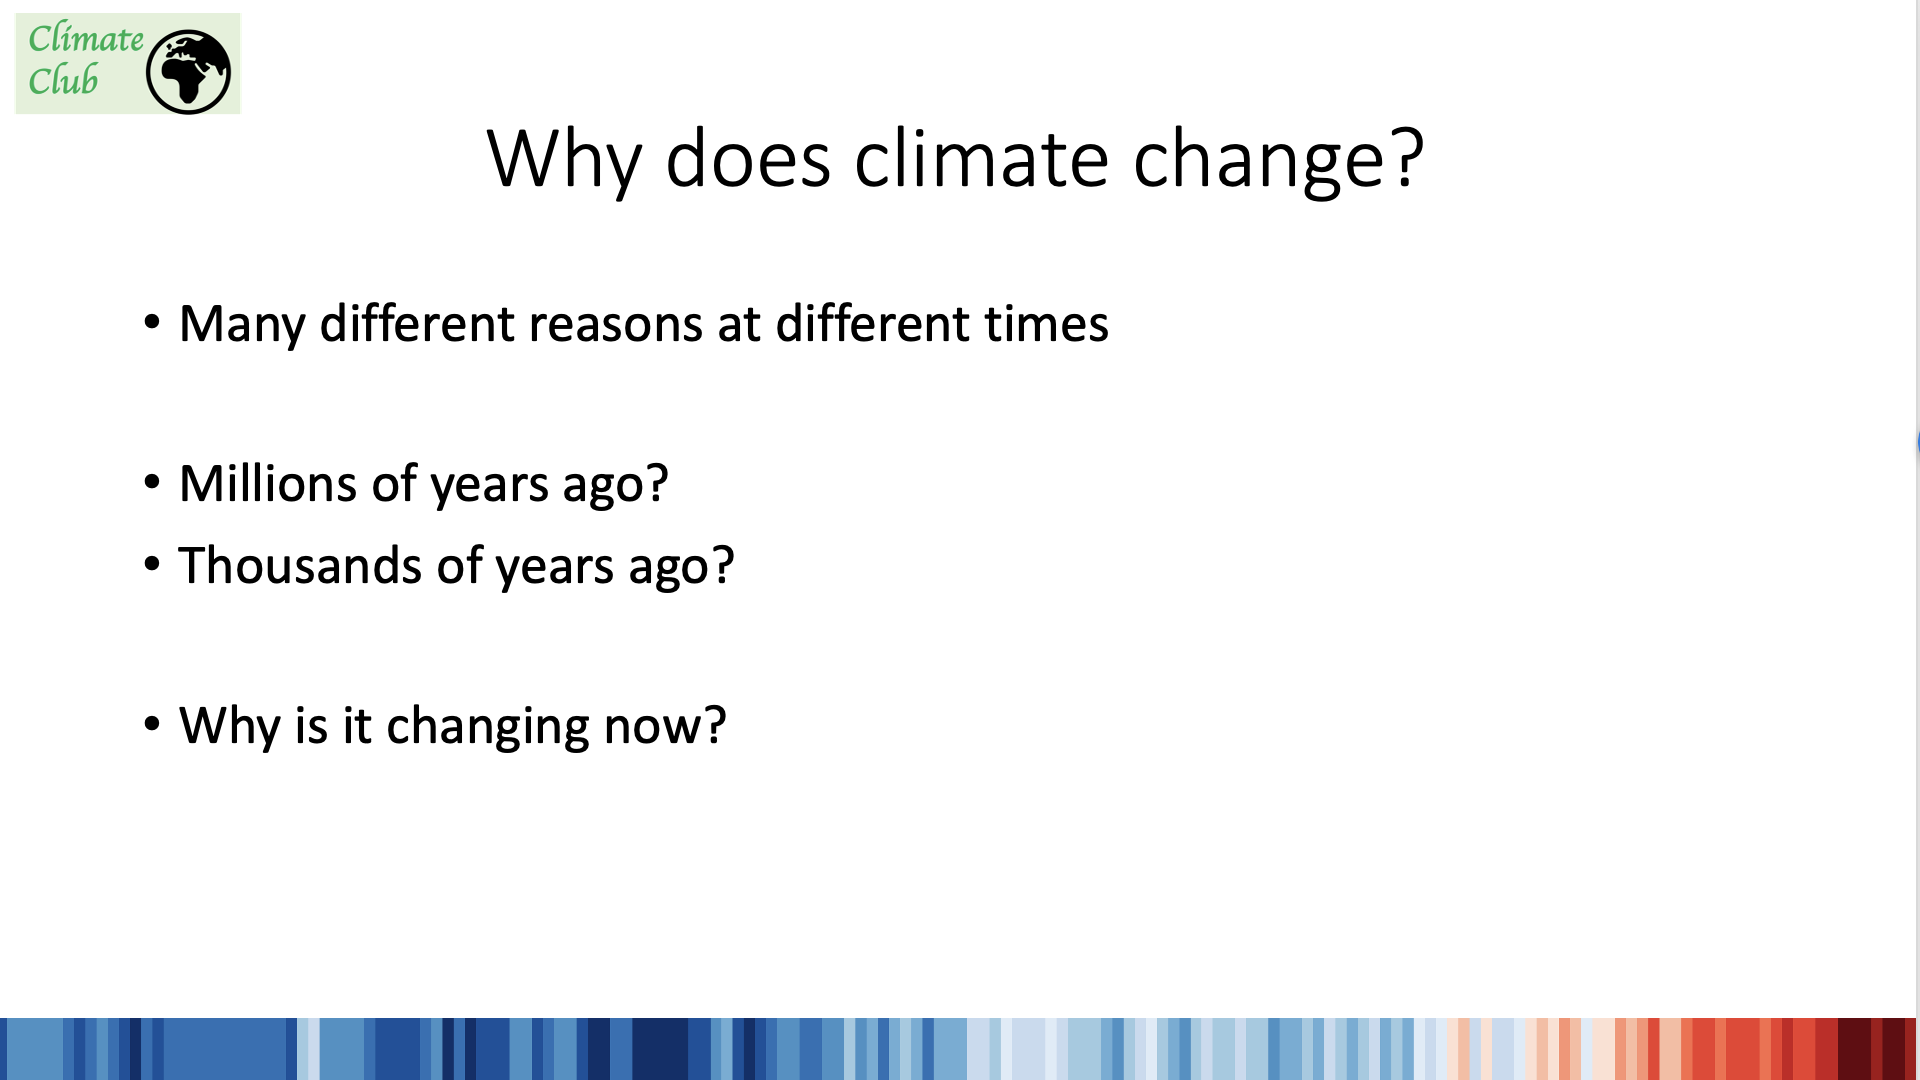 Climate
Club
Why does climate change?
• Many different reasons at different times
• Millions of years ago?
• Thousands of years ago?
• Why is it changing now?